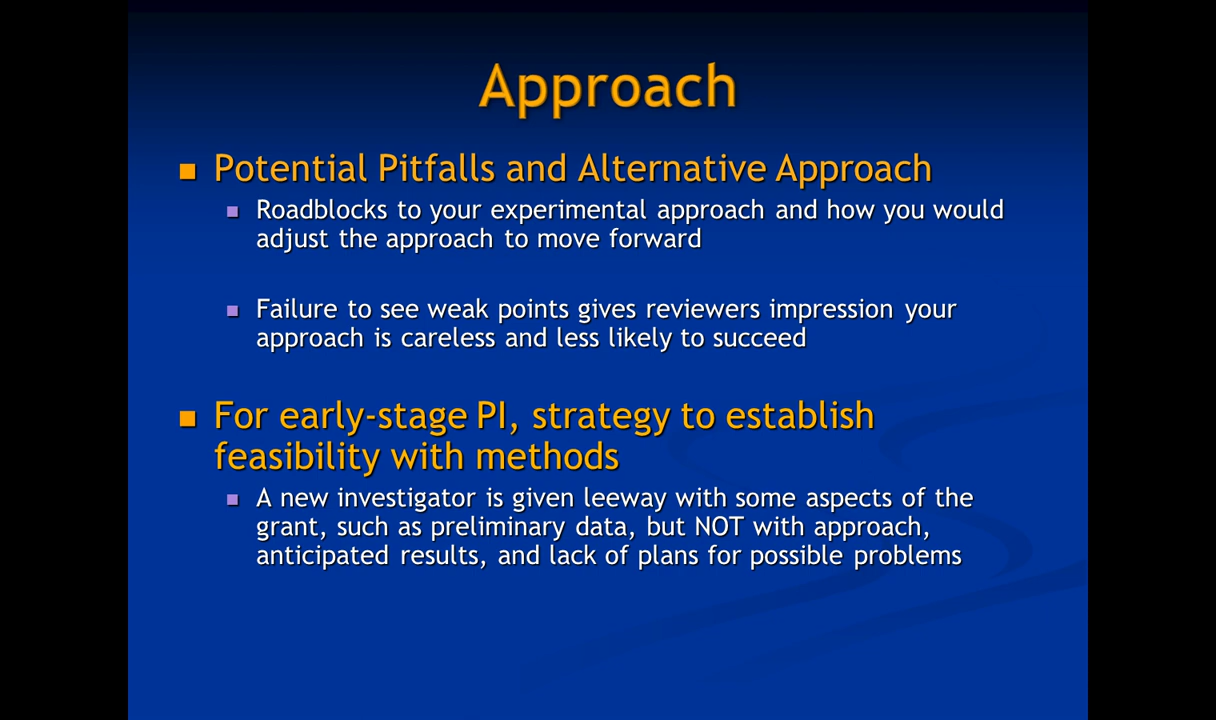 Approach
Potential Pitfalls and Alternative Approach
Roadblocks to your experimental approach and how you would
adjust the approach to move forward
Failure to see weak points gives reviewers impression your
approach is careless and less likely to succeed
For early-stage PI, strategy to establish
feasibility with methods
A new investigator is given leeway with some aspects of the
grant, such as preliminary data, but NOT with approach,
anticipated results, and lack of plans for possible problems